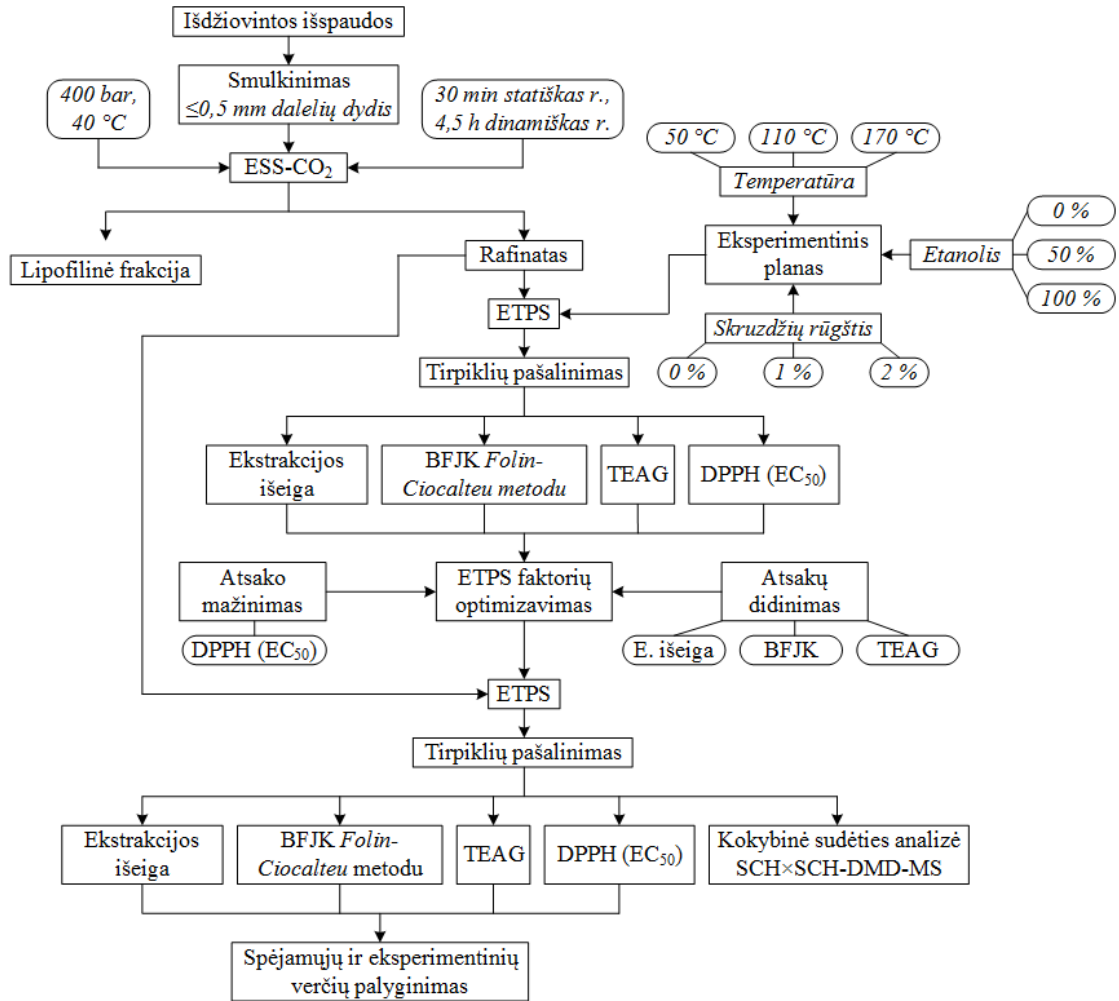 Išdžiovintos išspaudos
Smulkinimas
≤0,5 mm dalelių dydis
400 bar,
40 °C
30 min statiškas r.,
4,5 h dinamiškas r.
ESS-CO₂
Lipofilinė frakcija
Rafinatas
50 °C
110 °C
170 °C
Temperatūra
Eksperimentinis
planas
Etanolis
0 %
50 %
100 %
Skruzdžių rūgštis
0 %
1 %
2 %
ETPS
Tirpiklių pašalinimas
Ekstrakcijos
išeiga
BFJK Folin-
Ciocalteu metodu
TEAG
DPPH (EC₅₀)
Atsako
mažinimas
DPPH (EC₅₀)
ETPS faktorių
optimizavimas
Atsakų
didinimas
E. išeiga
BFJK
TEAG
ETPS
Tirpiklių pašalinimas
Ekstrakcijos
išeiga
BFJK Folin-
Ciocalteu metodu
TEAG
DPPH (EC₅₀)
Kokybinė sudėties analizė
SCH×SCH-DMD-MS
Spėjamųjų ir eksperimentinių
verčių palyginimas